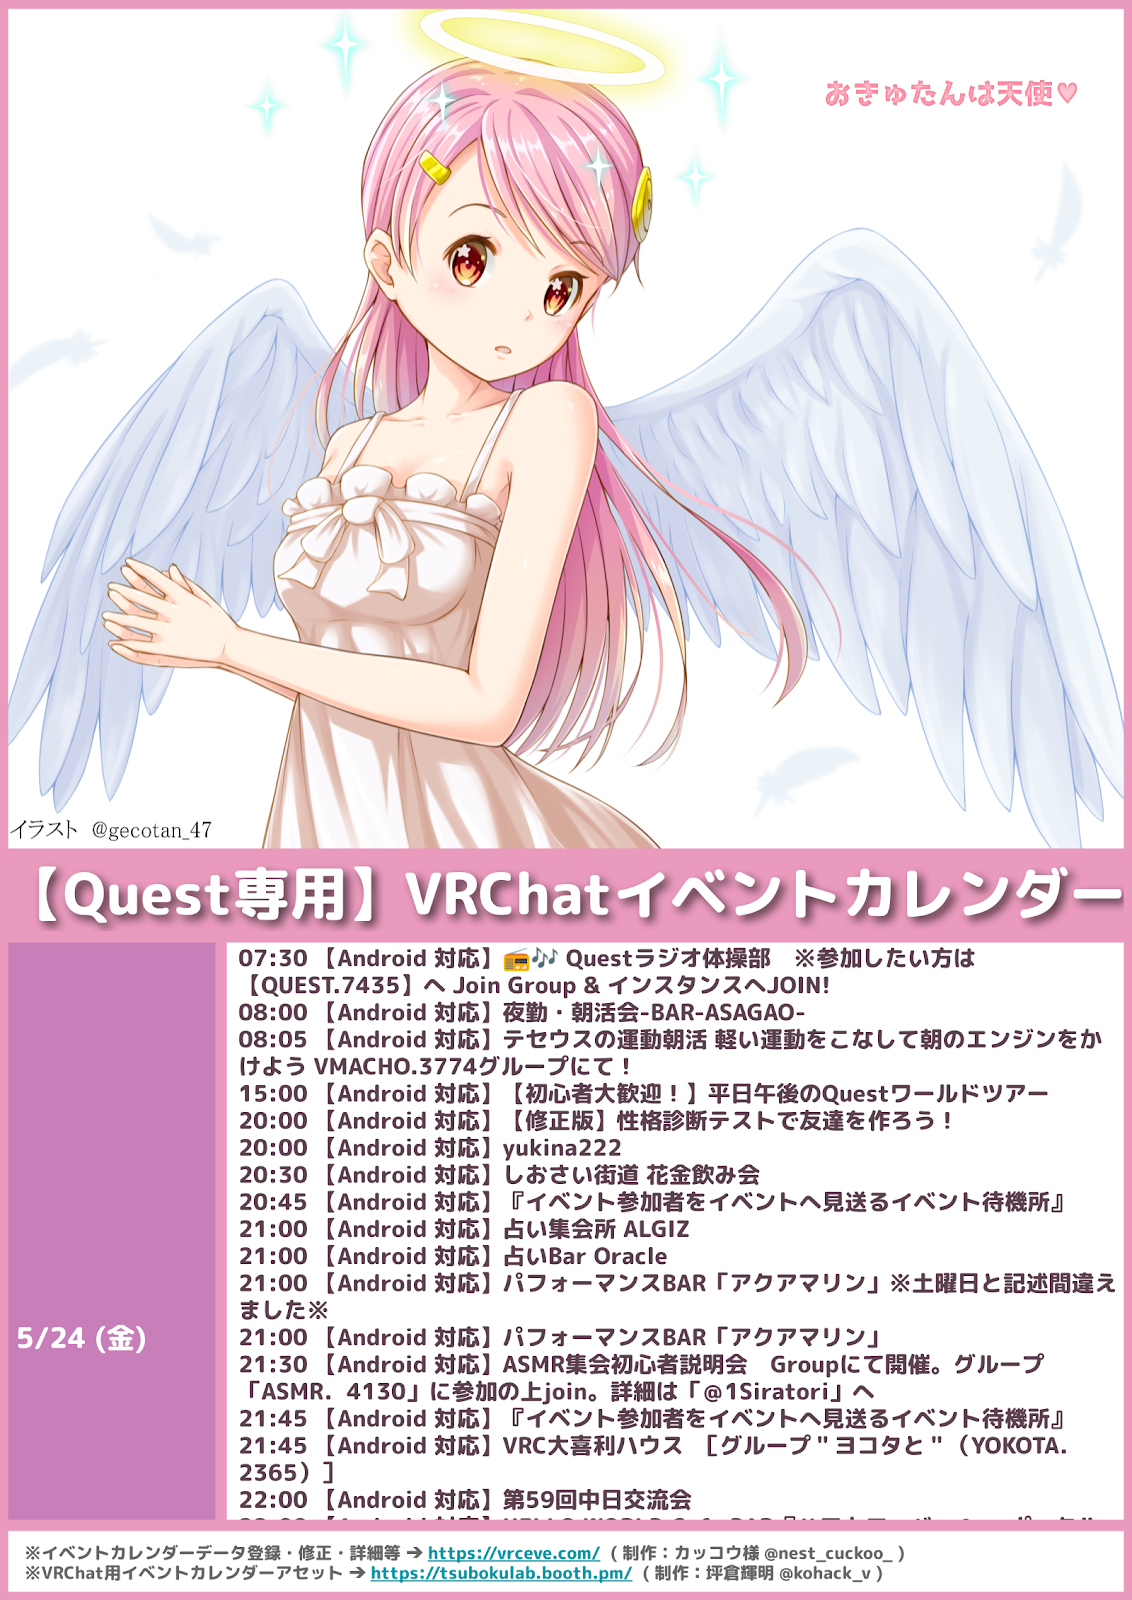 おきゅたんは天使♥
イラスト @gecotan_47
【Quest専用】VRChatイベントカレンダー
5/24 (金)
07:30 【Android 対応】📻🎶 Questラジオ体操部　※参加したい方は
【QUEST.7435】へ Join Group & インスタンスへJOIN!
08:00 【Android 対応】夜勤・朝活会-BAR-ASAGAO-
08:05 【Android 対応】テセウスの運動朝活 軽い運動をこなして朝のエンジンをか
けよう VMACHO.3774グループにて！
15:00 【Android 対応】【初心者大歓迎！】平日午後のQuestワールドツアー
20:00 【Android 対応】【修正版】性格診断テストで友達を作ろう！
20:00 【Android 対応】yukina222
20:30 【Android 対応】しおさい街道 花金飲み会
20:45 【Android 対応】『イベント参加者をイベントへ見送るイベント待機所』
21:00 【Android 対応】占い集会所 ALGIZ
21:00 【Android 対応】占いBar Oracle
21:00 【Android 対応】パフォーマンスBAR「アクアマリン」※土曜日と記述間違え
ました※
21:00 【Android 対応】パフォーマンスBAR「アクアマリン」
21:30 【Android 対応】ASMR集会初心者説明会　Groupにて開催。グループ
「ASMR．4130」に参加の上join。詳細は「@1Siratori」へ
21:45 【Android 対応】『イベント参加者をイベントへ見送るイベント待機所』
21:45 【Android 対応】VRC大喜利ハウス ［グループ＂ヨコタと＂（YOKOTA.
2365）］
22:00 【Android 対応】第59回中日交流会
※イベントカレンダーデータ登録・修正・詳細等 ➔ https://vrceve.com/ （ 制作：カッコウ様 @nest_cuckoo_ ）
※VRChat用イベントカレンダーアセット ➔ https://tsubokulab.booth.pm/ （ 制作：坪倉輝明 @kohack_v ）